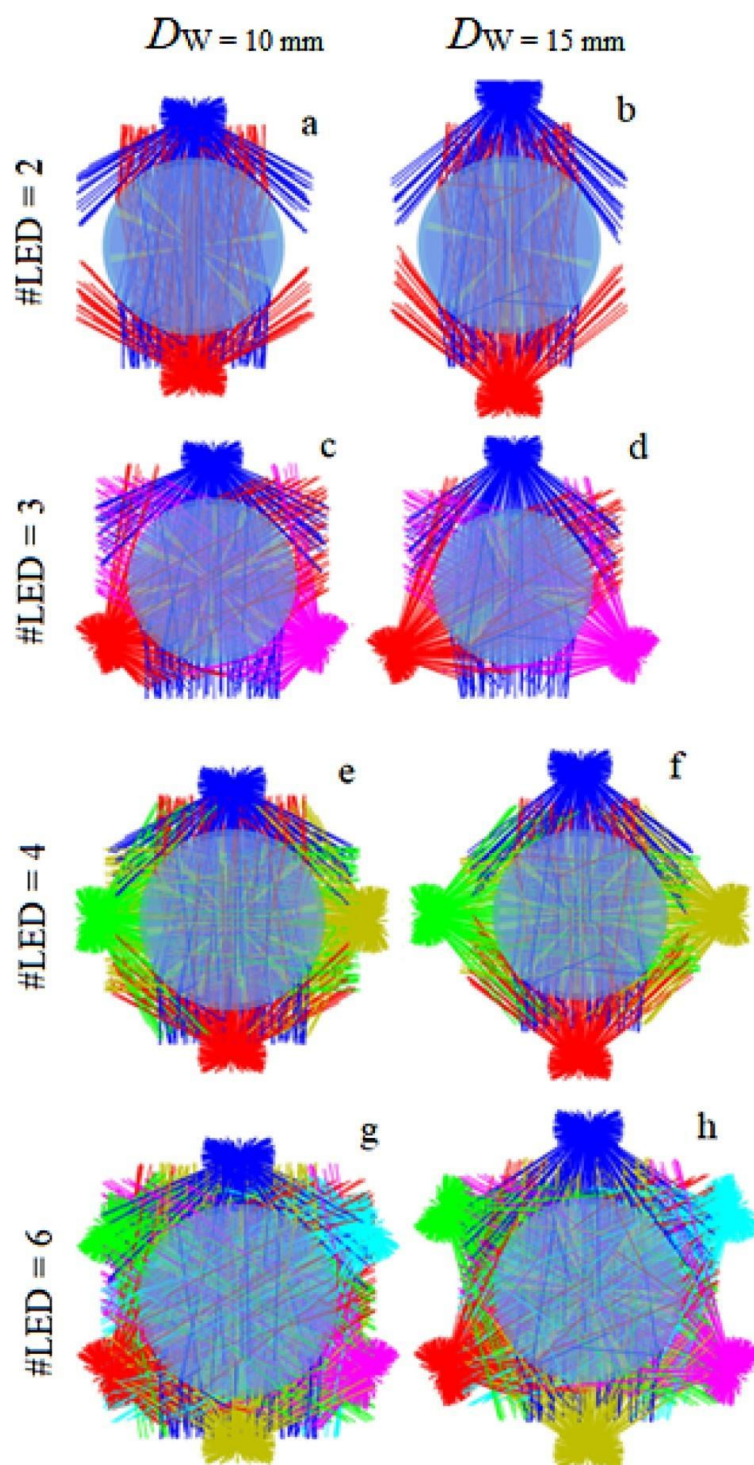 DW = 10 mm DW = 15 mm
#LED = 2
a b
#LED = 3
c d
#LED = 4
e f
#LED = 6
g h